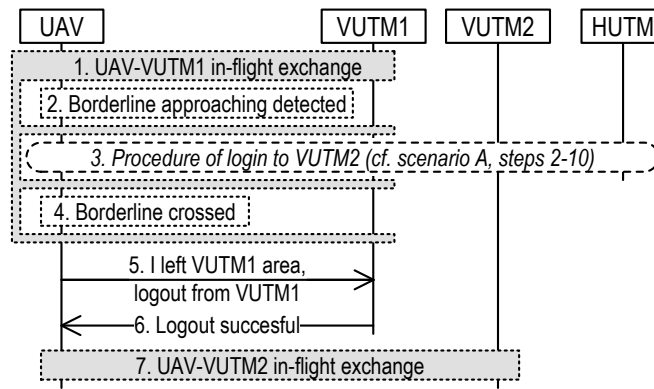 UAV VUTM1 VUTM2 HUTM
1. UAV-VUTM1 in-flight exchange
2. Borderline approaching detected
3. Procedure of login to VUTM2 (cf. scenario A, steps 2-10)
4. Borderline crossed
5. I left VUTM1 area,
logout from VUTM1
6. Logout succesful
7. UAV-VUTM2 in-flight exchange